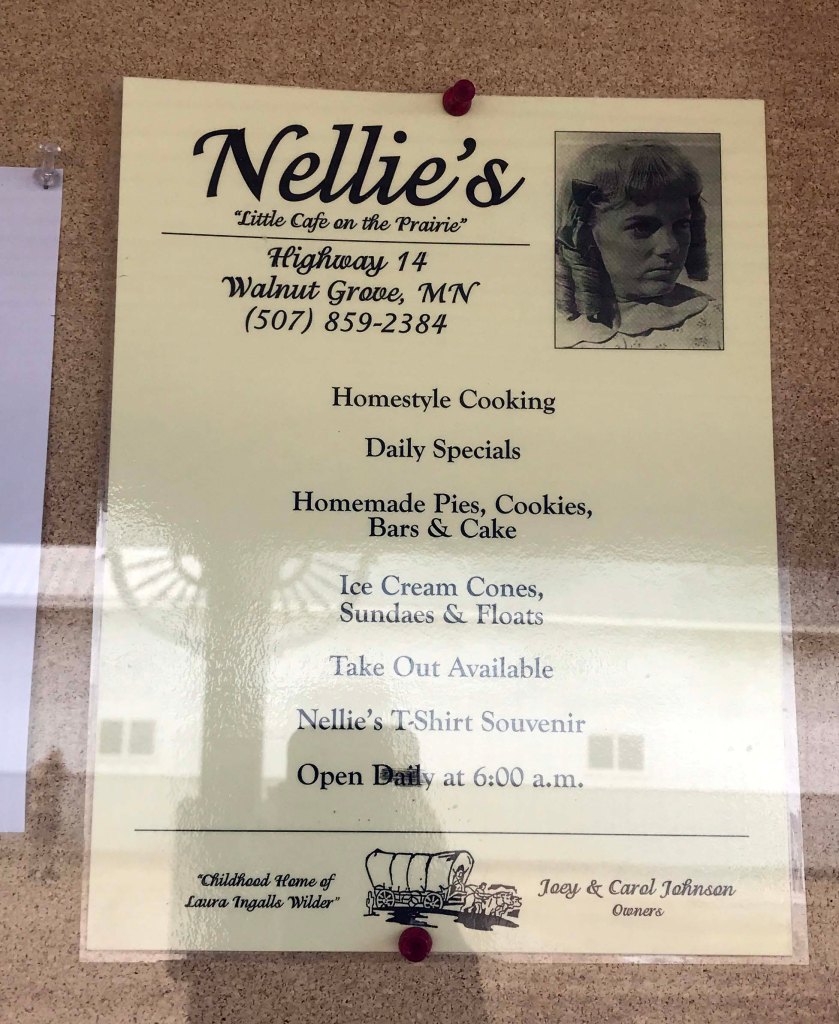 Nellie's
"Little Cafe on the Prairie"
Highway 14
Walnut Grove, MN
(507) 859-2384
Homestyle Cooking
Daily Specials
Homemade Pies, Cookies,
Bars & Cake
Ice Cream Cones,
Sundaes & Floats
Take Out Available
Nellie's T-Shirt Souvenir
Open Daily at 6:00 a.m.
"Childhood Home of
Laura Ingalls Wilder"
Joey & Carol Johnson
Owners